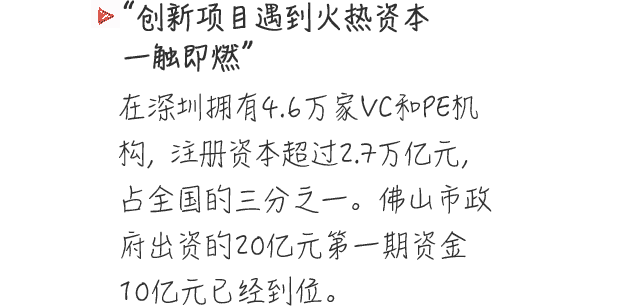 “创新项目遇到火热资本
一触即燃”
在深圳拥有4.6万家VC和PE机
构，注册资本超过2.7万亿元，
占全国的三分之一。佛山市政
府出资的20亿元第一期资金
10亿元已经到位。